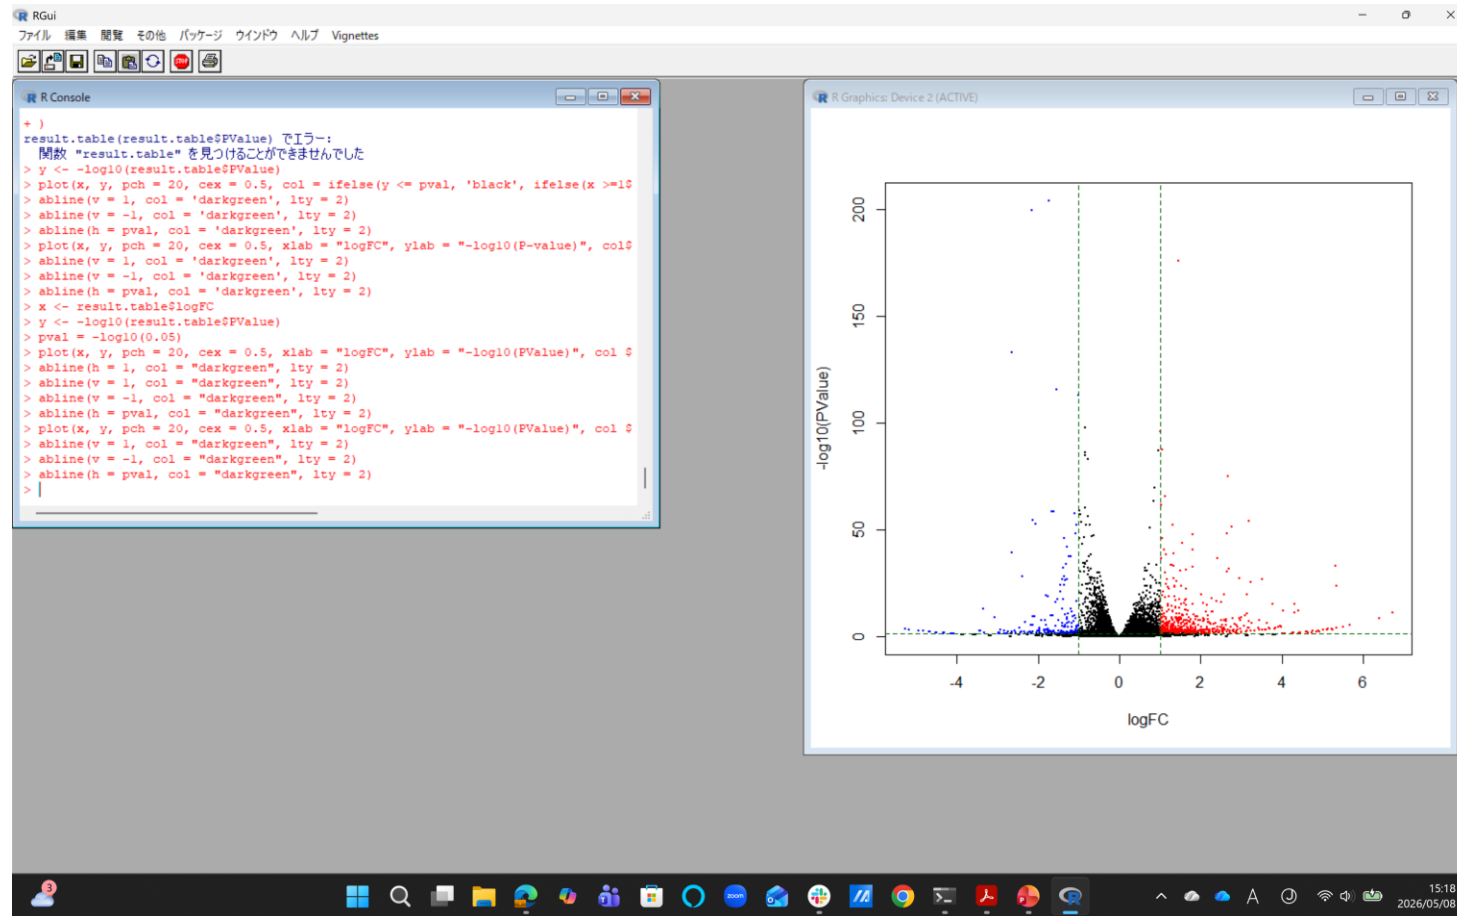 RGui
ファイル 編集 閲覧 その他 パッケージ ウインドウ ヘルプ Vignettes
STOP
R Console
+ )
result.table(result.table$PValue) でエラー:
関数 "result.table" を見つけることができませんでした
> y <- -log10(result.table$PValue)
> plot(x, y, pch = 20, cex = 0.5, col = ifelse(y <= pval, 'black', ifelse(x >=1$
> abline(v = 1, col = 'darkgreen', lty = 2)
> abline(v = -1, col = 'darkgreen', lty = 2)
> abline(h = pval, col = 'darkgreen', lty = 2)
> plot(x, y, pch = 20, cex = 0.5, xlab = "logFC", ylab = "-log10(P-value)", col$
> abline(v = 1, col = 'darkgreen', lty = 2)
> abline(v = -1, col = 'darkgreen', lty = 2)
> abline(h = pval, col = 'darkgreen', lty = 2)
> x <- result.table$logFC
> y <- -log10(result.table$PValue)
> pval = -log10(0.05)
> plot(x, y, pch = 20, cex = 0.5, xlab = "logFC", ylab = "-log10(PValue)", col $
> abline(h = 1, col = "darkgreen", lty = 2)
> abline(v = 1, col = "darkgreen", lty = 2)
> abline(v = -1, col = "darkgreen", lty = 2)
> abline(h = pval, col = "darkgreen", lty = 2)
> plot(x, y, pch = 20, cex = 0.5, xlab = "logFC", ylab = "-log10(PValue)", col $
> abline(v = 1, col = "darkgreen", lty = 2)
> abline(v = -1, col = "darkgreen", lty = 2)
> abline(h = pval, col = "darkgreen", lty = 2)
>
R Graphics: Device 2 (ACTIVE)
200
150
100
50
0
-log10(PValue)
-4 -2 0 2 4 6
logFC
3
zoom
A
15:18
2026/05/08